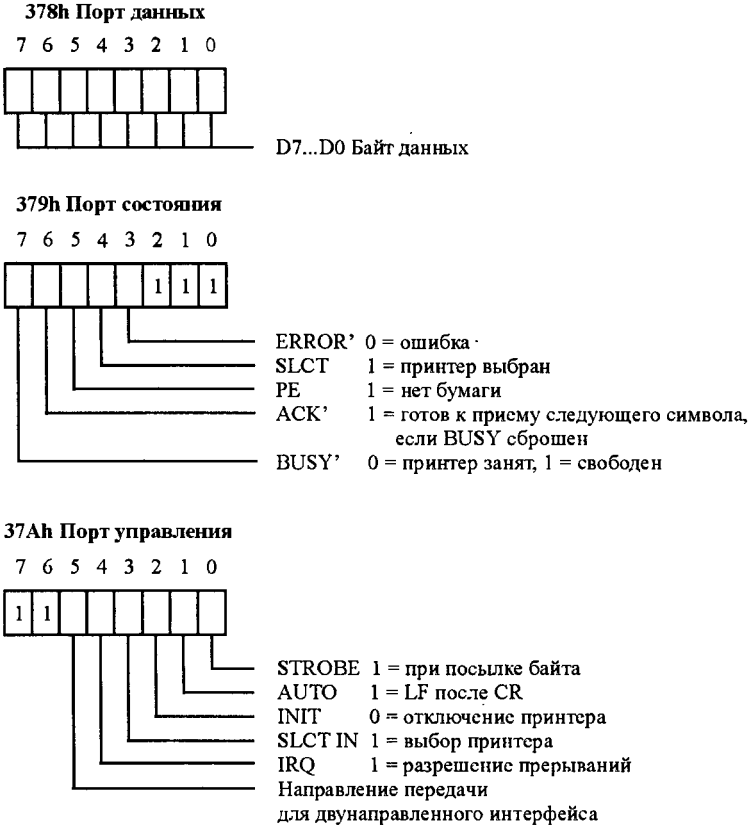 378h Порт данных
7 6 5 4 3 2 1 0
D7...D0 Байт данных
379h Порт состояния
7 6 5 4 3 2 1 0
1 1 1
ERROR’ 0 = ошибка
SLCT 1 = принтер выбран
PE 1 = нет бумаги
ACK’ 1 = готов к приему следующего символа,
если BUSY сброшен
BUSY’ 0 = принтер занят, 1 = свободен
37Ah Порт управления
7 6 5 4 3 2 1 0
1 1
STROBE 1 = при посылке байта
AUTO 1 = LF после CR
INIT 0 = отключение принтера
SLCT IN 1 = выбор принтера
IRQ 1 = разрешение прерываний
Направление передачи
для двунаправленного интерфейса